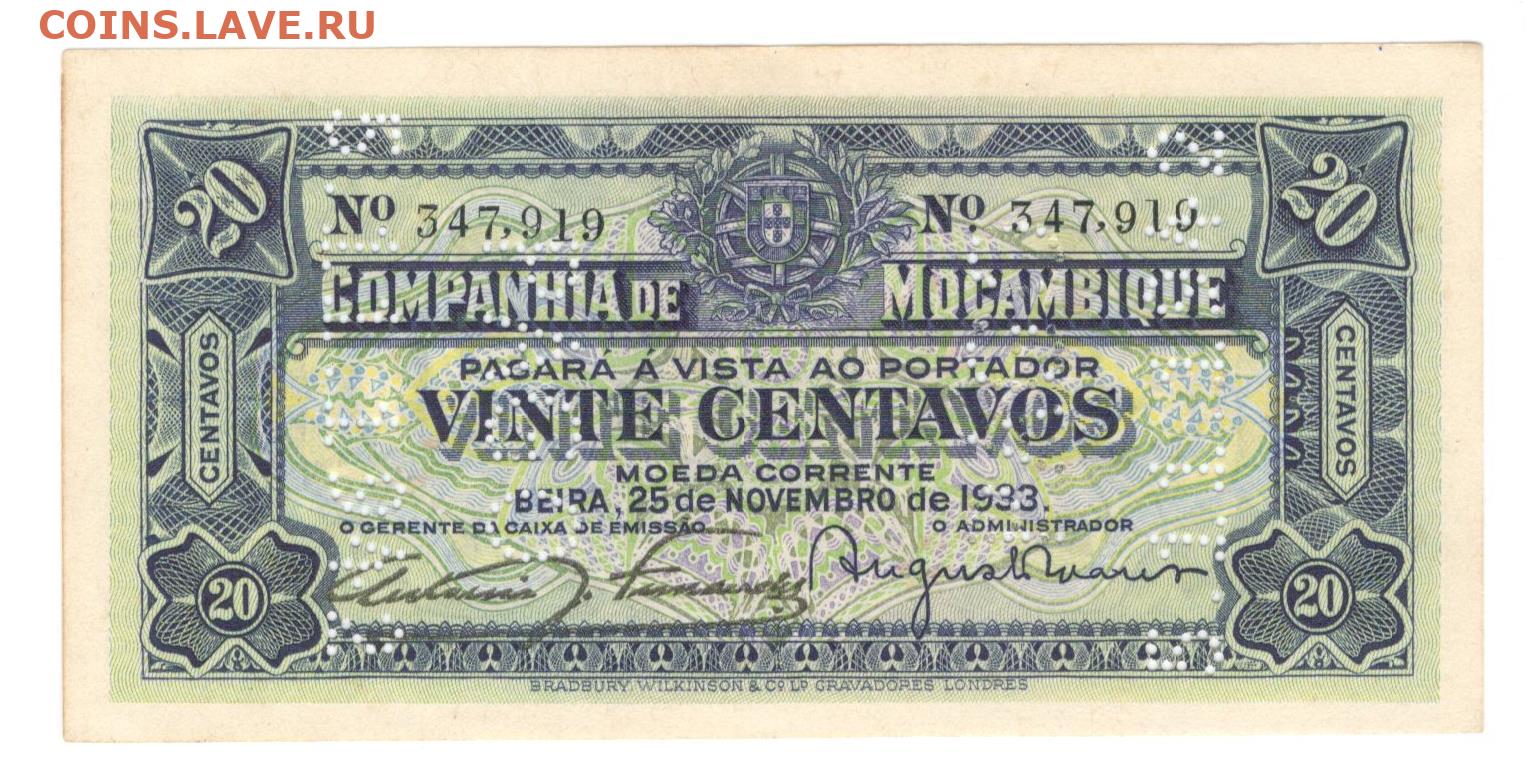 COINS.LAVE.RU
20 20
Nº 347,919 Nº 347,919
COMPANHIA DE MOÇAMBIQUE
PAGARÁ Á VISTA AO PORTADOR
VINTE CENTAVOS
CENTAVOS CENTAVOS
MOEDA CORRENTE
BEIRA, 25 de NOVEMBRO de 1933.
O GERENTE DA CAIXA DE EMISSÃO O ADMINISTRADOR
20 20
BRADBURY, WILKINSON & Cº Lᴰ GRAVADORES LONDRES